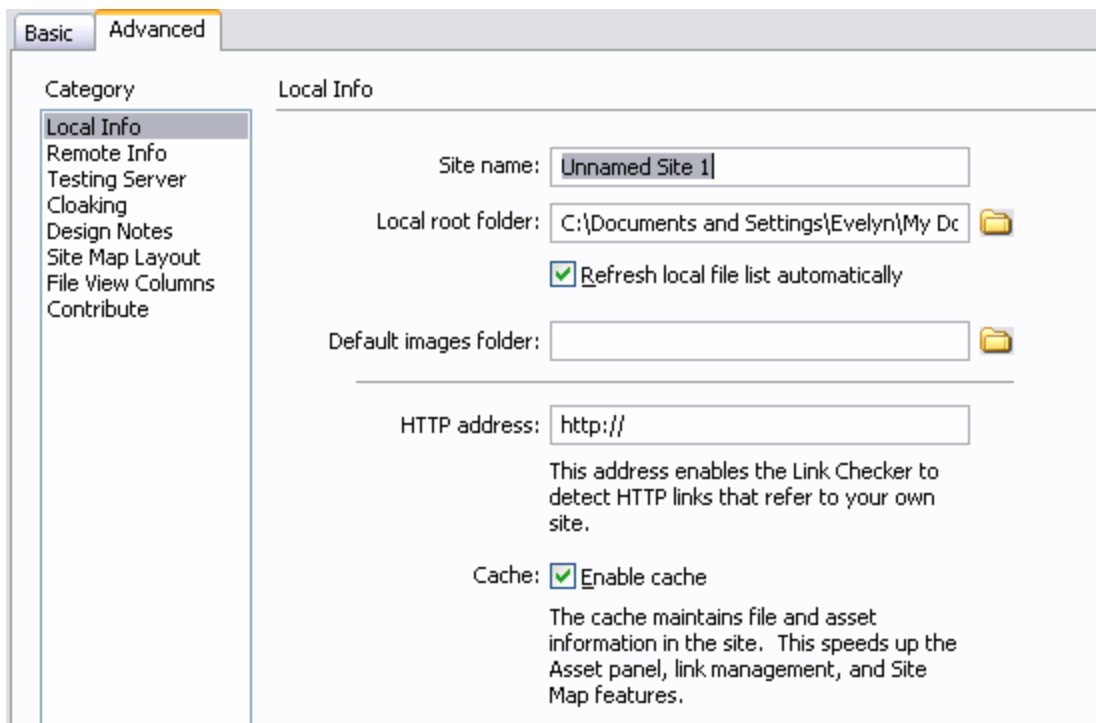 Basic Advanced
Category
Local Info
Remote Info
Testing Server
Cloaking
Design Notes
Site Map Layout
File View Columns
Contribute
Local Info
Site name: Unnamed Site 1
Local root folder: C:\Documents and Settings\Evelyn\My Dc
Refresh local file list automatically
Default images folder:
HTTP address: http://
This address enables the Link Checker to
detect HTTP links that refer to your own
site.
Cache: Enable cache
The cache maintains file and asset
information in the site. This speeds up the
Asset panel, link management, and Site
Map features.